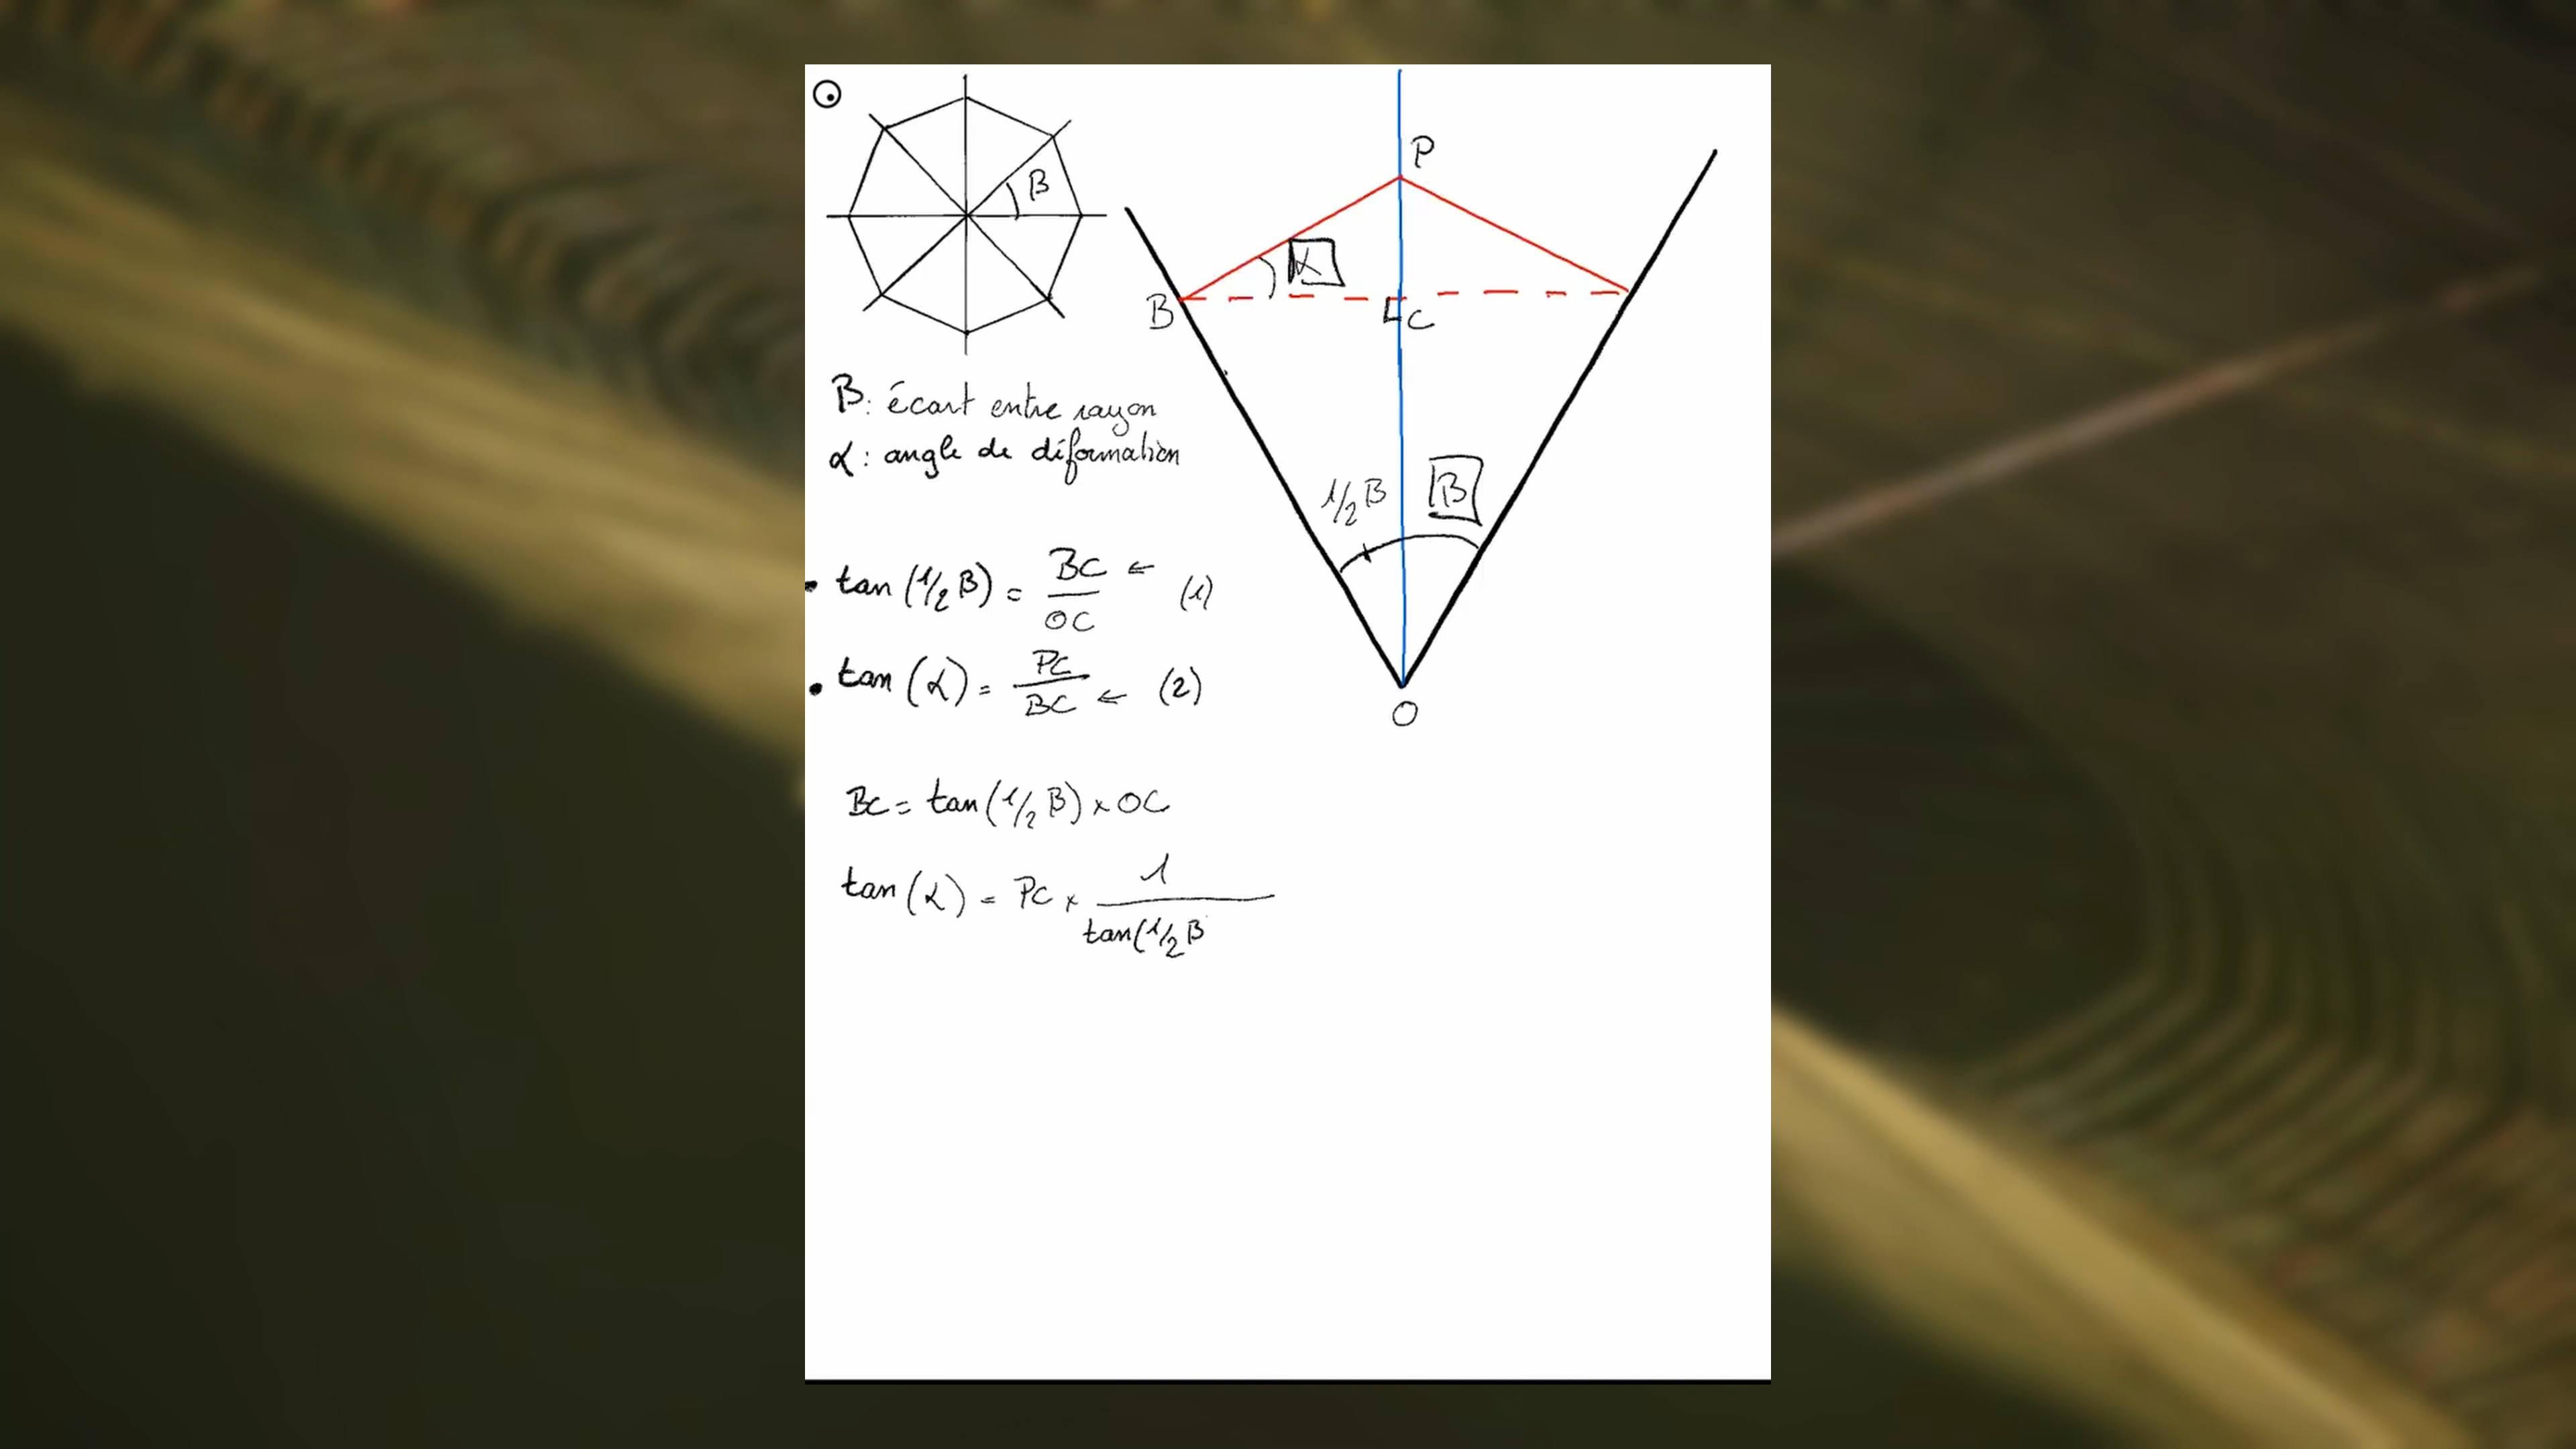 β
P
α
B
C
β: écart entre rayon
α: angle de déformation
1/2 β
β
tan (1/2 β) = BC/OC ← (1)
tan (α) = PC/BC ← (2)
O
BC = tan (1/2 β) × OC
tan (α) = PC × 1/tan(1/2 β